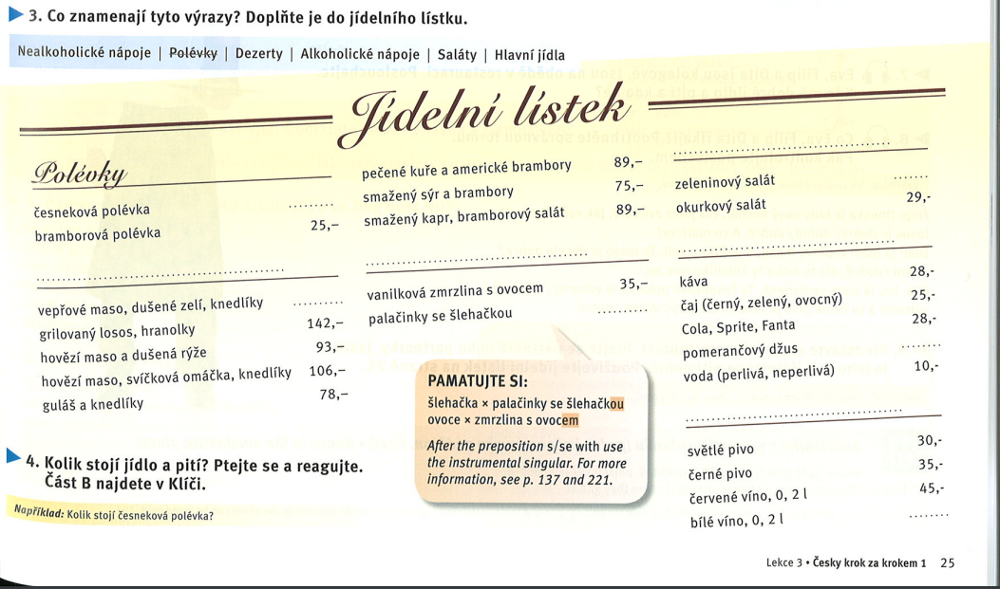 3. Co znamenají tyto výrazy? Doplňte je do jídelního lístku.
Nealkoholické nápoje | Polévky | Dezerty | Alkoholické nápoje | Saláty | Hlavní jídla
Jídelní lístek
Polévky
česneková polévka .........
bramborová polévka 25,–
........................................
vepřové maso, dušené zelí, knedlíky .........
grilovaný losos, hranolky 142,–
hovězí maso a dušená rýže 93,–
hovězí maso, svíčková omáčka, knedlíky 106,–
guláš a knedlíky 78,–
pečené kuře a americké brambory 89,–
smažený sýr a brambory 75,–
smažený kapr, bramborový salát 89,–
........................................
vanilková zmrzlina s ovocem 35,–
palačinky se šlehačkou .........
........................................
zeleninový salát .......
okurkový salát 29,-
........................................
káva 28,-
čaj (černý, zelený, ovocný) 25,-
Cola, Sprite, Fanta 28,-
pomerančový džus ........
voda (perlivá, neperlivá) 10,-
........................................
světlé pivo 30,-
černé pivo 35,-
červené víno, 0, 2 l 45,-
bílé víno, 0, 2 l ........
PAMATUJTE SI:
šlehačka × palačinky se šlehačkou
ovoce × zmrzlina s ovocem
After the preposition s/se with use
the instrumental singular. For more
information, see p. 137 and 221.
4. Kolik stojí jídlo a pití? Ptejte se a reagujte.
Část B najdete v Klíči.
Například: Kolik stojí česneková polévka?
Lekce 3 • Česky krok za krokem 1 25